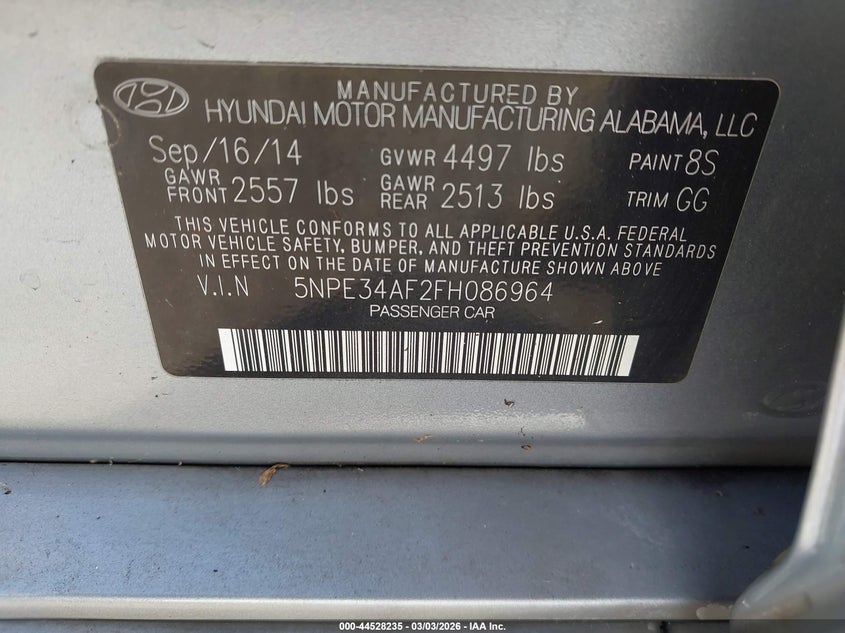 MANUFACTURED BY
HYUNDAI MOTOR MANUFACTURING ALABAMA, LLC
Sep/16/14 GVWR 4497 lbs PAINT 8S
GAWR FRONT 2557 lbs GAWR REAR 2513 lbs TRIM GG
THIS VEHICLE CONFORMS TO ALL APPLICABLE U.S.A. FEDERAL
MOTOR VEHICLE SAFETY, BUMPER, AND THEFT PREVENTION STANDARDS
IN EFFECT ON THE DATE OF MANUFACTURE SHOWN ABOVE
V.I.N 5NPE34AF2FH086964
PASSENGER CAR
000-44528235 - 03/03/2026 - IAA Inc.